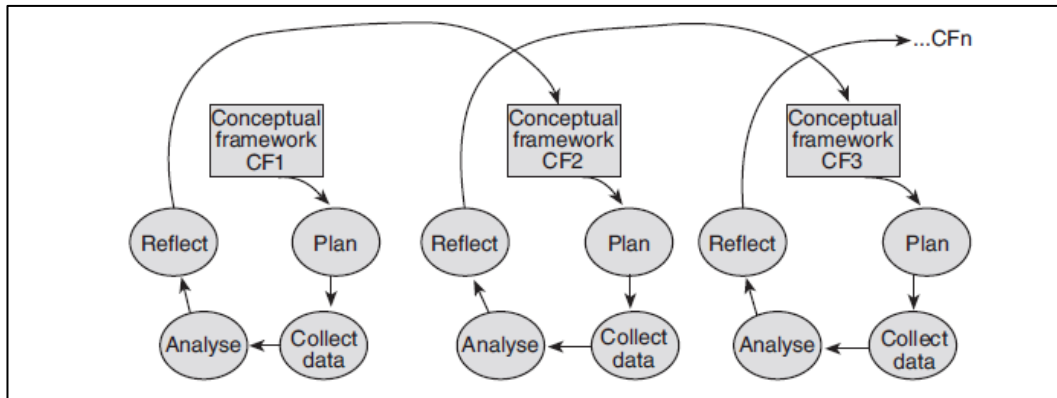 ...CFn
Conceptual
framework
CF1
Conceptual
framework
CF2
Conceptual
framework
CF3
Reflect
Plan
Reflect
Plan
Reflect
Plan
Analyse
Collect
data
Analyse
Collect
data
Analyse
Collect
data